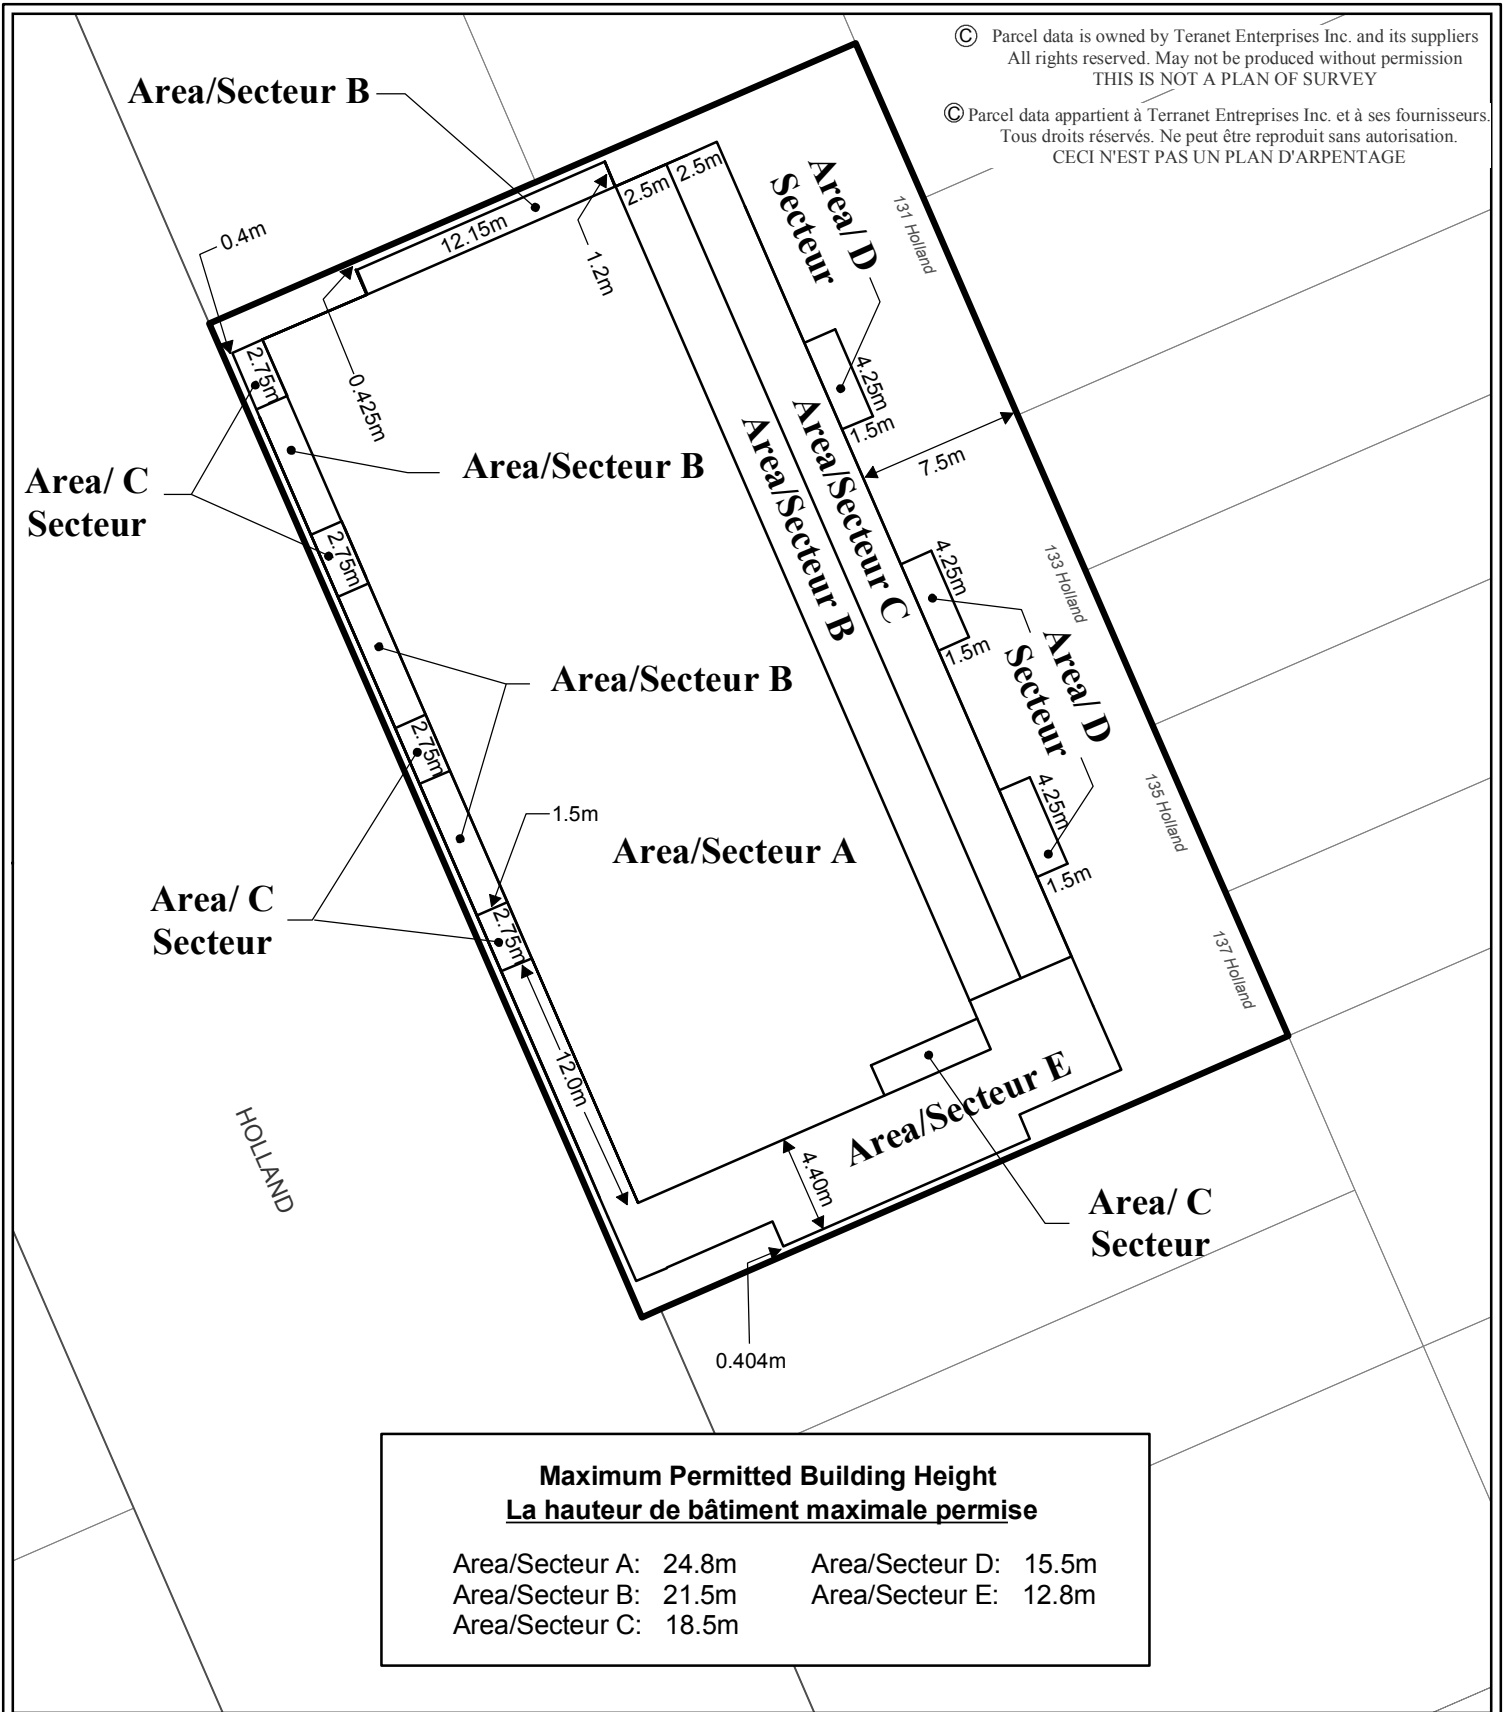 © Parcel data is owned by Teranet Enterprises Inc. and its suppliers
All rights reserved. May not be produced without permission
THIS IS NOT A PLAN OF SURVEY
© Parcel data appartient à Terranet Entreprises Inc. et à ses fournisseurs.
Tous droits réservés. Ne peut être reproduit sans autorisation.
CECI N'EST PAS UN PLAN D'ARPENTAGE
Area/Secteur B
2.5m
2.5m
Area/ D
Secteur
131 Holland
12.15m
0.4m
1.2m
2.75m
0.425m
4.25m
1.5m
7.5m
Area/Secteur B
Area/ C
Secteur
Area/Secteur B
Area/Secteur C
2.75m
4.25m
1.5m
133 Holland
Area/ D
Secteur
Area/Secteur B
2.75m
4.25m
1.5m
135 Holland
1.5m
Area/Secteur A
Area/ C
Secteur
2.75m
137 Holland
12.0m
Area/Secteur E
HOLLAND
4.40m
Area/ C
Secteur
0.404m
Maximum Permitted Building Height
La hauteur de bâtiment maximale permise
Area/Secteur A: 24.8m
Area/Secteur B: 21.5m
Area/Secteur C: 18.5m
Area/Secteur D: 15.5m
Area/Secteur E: 12.8m